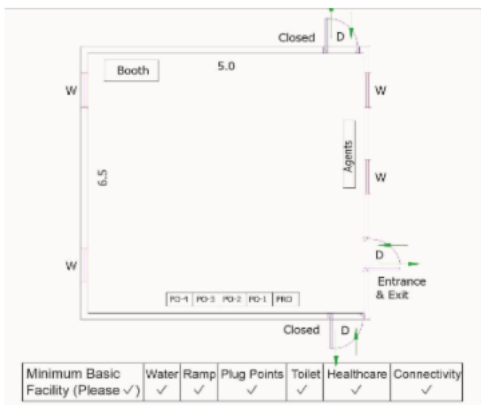 Closed D
Booth 5.0
W W
6.5 Agents
W
W D
Entrance
& Exit
PO-4 PO-3 PO-2 PO-1 PRO
Closed D
Minimum Basic Water Ramp Plug Points Toilet Healthcare Connectivity
Facility (Please ✓) ✓ ✓ ✓ ✓ ✓ ✓